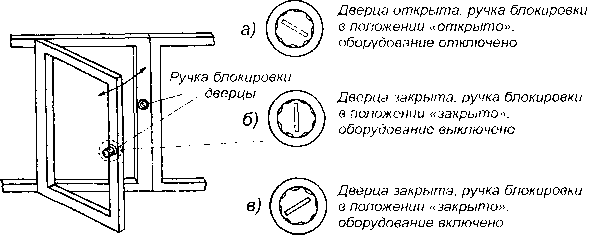 а) Дверца открыта, ручка блокировки
в положении «открыто»,
оборудование отключено
Ручка блокировки
дверцы
б) Дверца закрыта, ручка блокировки
в положении «закрыто»,
оборудование выключено
в) Дверца закрыта, ручка блокировки
в положении «закрыто»,
оборудование включено